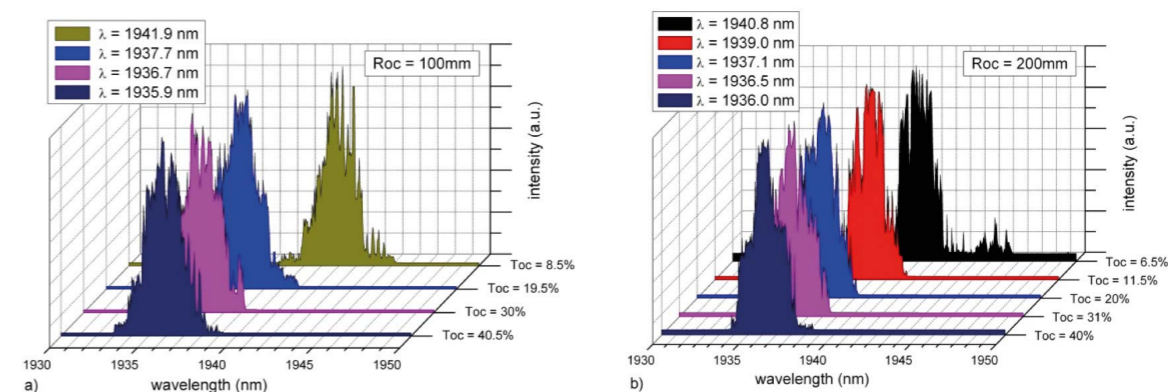 λ = 1941.9 nm
λ = 1937.7 nm
λ = 1936.7 nm
λ = 1935.9 nm
Roc = 100mm
intensity (a.u.)
Toc = 8.5%
Toc = 19.5%
Toc = 30%
Toc = 40.5%
1930 1935 1940 1945 1950
wavelength (nm)
a)
λ = 1940.8 nm
λ = 1939.0 nm
λ = 1937.1 nm
λ = 1936.5 nm
λ = 1936.0 nm
Roc = 200mm
intensity (a.u.)
Toc = 6.5%
Toc = 11.5%
Toc = 20%
Toc = 31%
Toc = 40%
1930 1935 1940 1945 1950
wavelength (nm)
b)